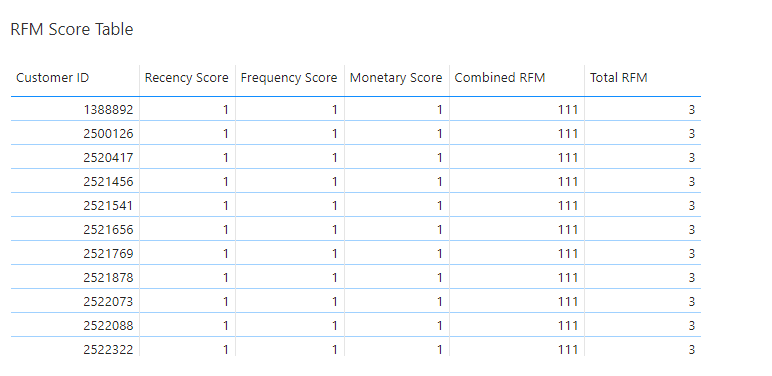 RFM Score Table
Customer ID Recency Score Frequency Score Monetary Score Combined RFM Total RFM
1388892 1 1 1 111 3
2500126 1 1 1 111 3
2520417 1 1 1 111 3
2521456 1 1 1 111 3
2521541 1 1 1 111 3
2521656 1 1 1 111 3
2521769 1 1 1 111 3
2521878 1 1 1 111 3
2522073 1 1 1 111 3
2522088 1 1 1 111 3
2522322 1 1 1 111 3